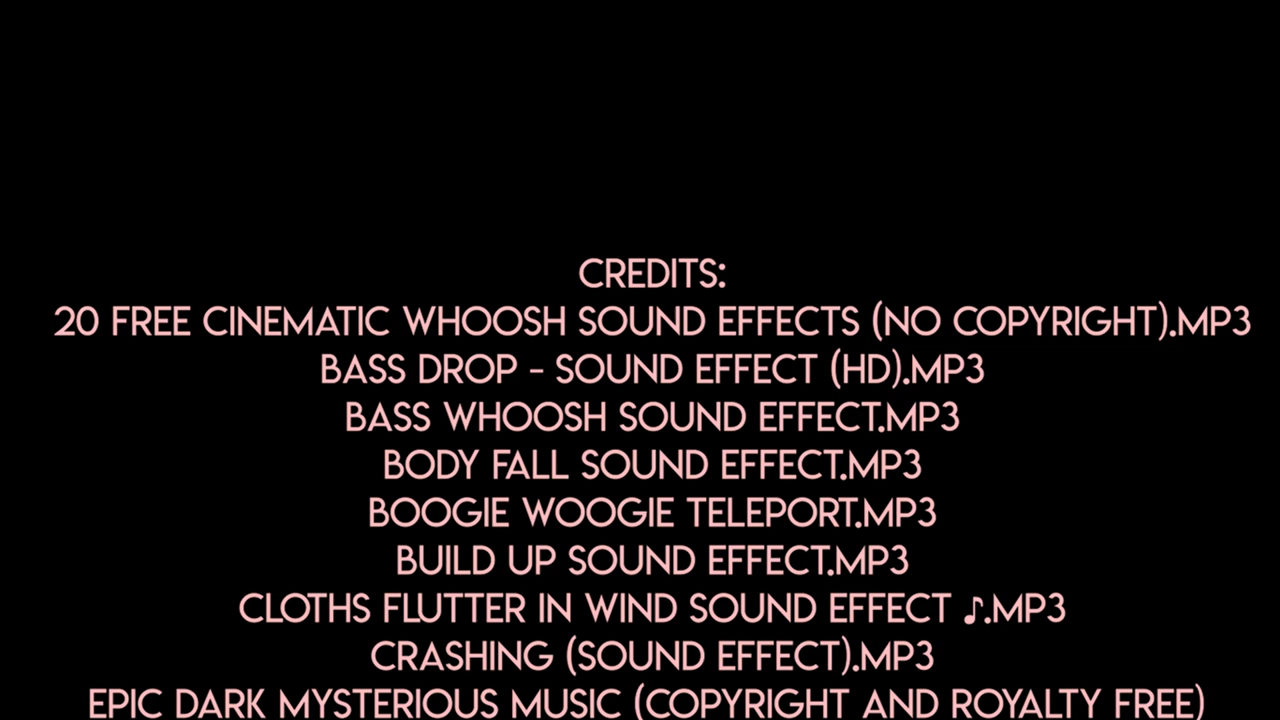 CREDITS:
20 FREE CINEMATIC WHOOSH SOUND EFFECTS (NO COPYRIGHT).MP3
BASS DROP - SOUND EFFECT (HD).MP3
BASS WHOOSH SOUND EFFECT.MP3
BODY FALL SOUND EFFECT.MP3
BOOGIE WOOGIE TELEPORT.MP3
BUILD UP SOUND EFFECT.MP3
CLOTHS FLUTTER IN WIND SOUND EFFECT ♪.MP3
CRASHING (SOUND EFFECT).MP3
EPIC DARK MYSTERIOUS MUSIC (COPYRIGHT AND ROYALTY FREE)